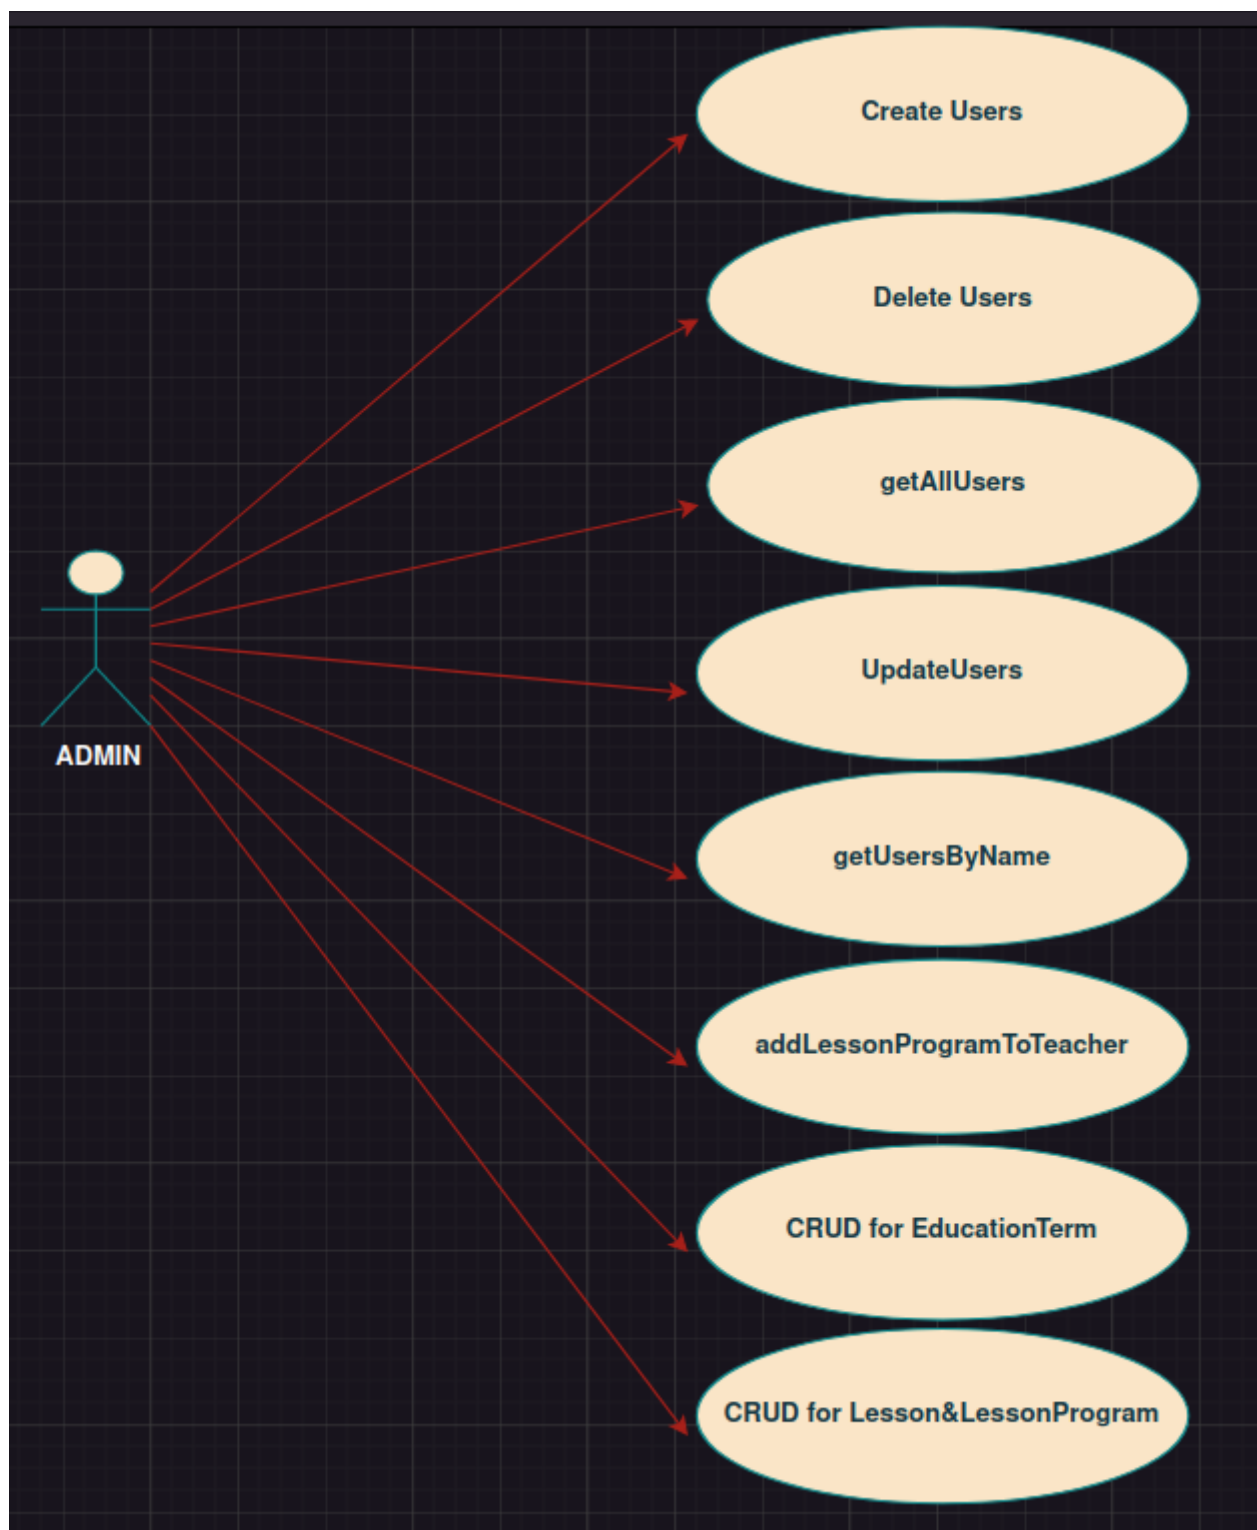 Create Users
Delete Users
getAllUsers
UpdateUsers
ADMIN
getUsersByName
addLessonProgramToTeacher
CRUD for EducationTerm
CRUD for Lesson&LessonProgram